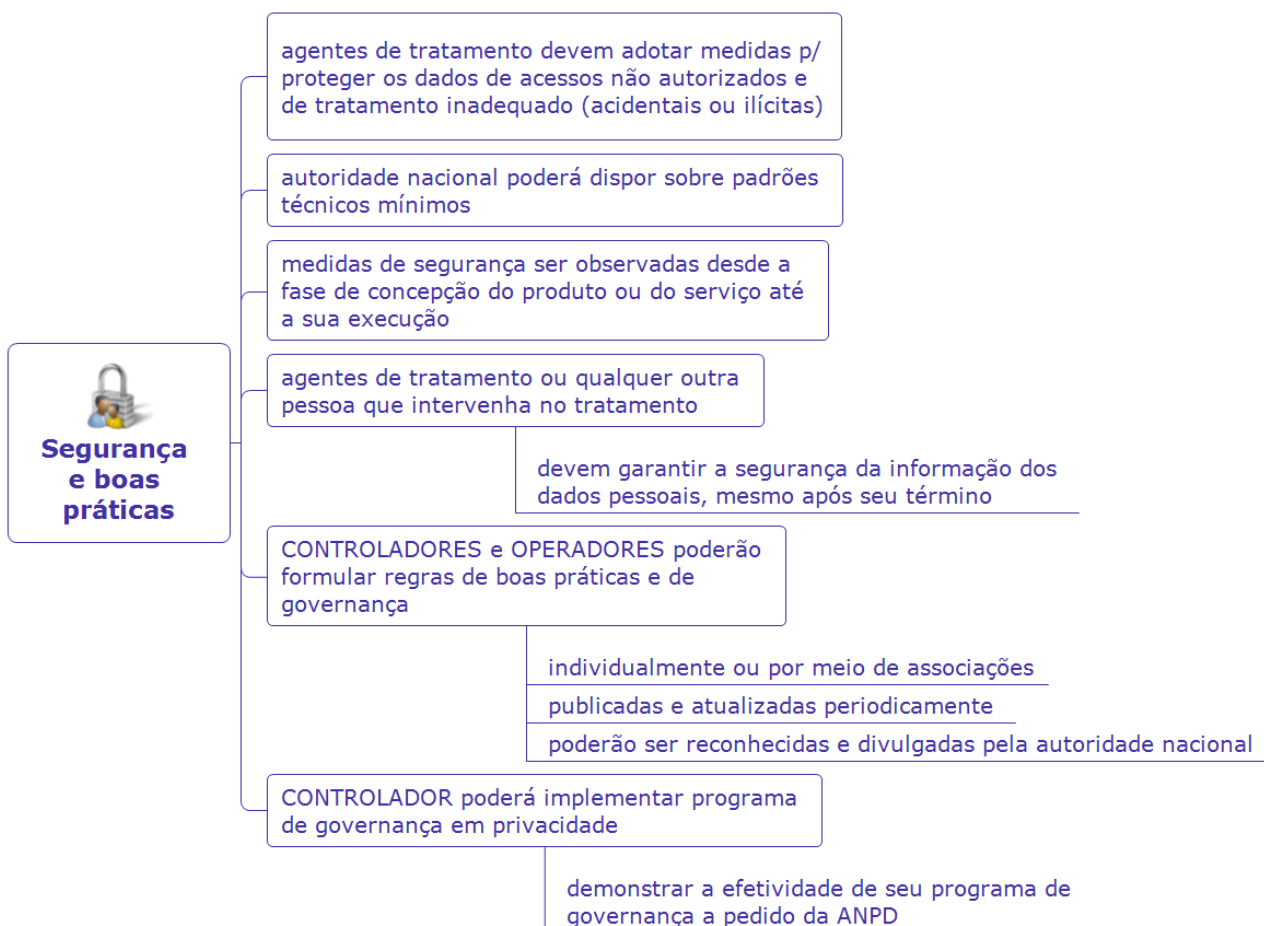 agentes de tratamento devem adotar medidas p/
proteger os dados de acessos não autorizados e
de tratamento inadequado (acidentais ou ilícitas)
autoridade nacional poderá dispor sobre padrões
técnicos mínimos
medidas de segurança ser observadas desde a
fase de concepção do produto ou do serviço até
a sua execução
Segurança
e boas
práticas
agentes de tratamento ou qualquer outra
pessoa que intervenha no tratamento
devem garantir a segurança da informação dos
dados pessoais, mesmo após seu término
CONTROLADORES e OPERADORES poderão
formular regras de boas práticas e de
governança
individualmente ou por meio de associações
publicadas e atualizadas periodicamente
poderão ser reconhecidas e divulgadas pela autoridade nacional
CONTROLADOR poderá implementar programa
de governança em privacidade
demonstrar a efetividade de seu programa de
governança a pedido da ANPD